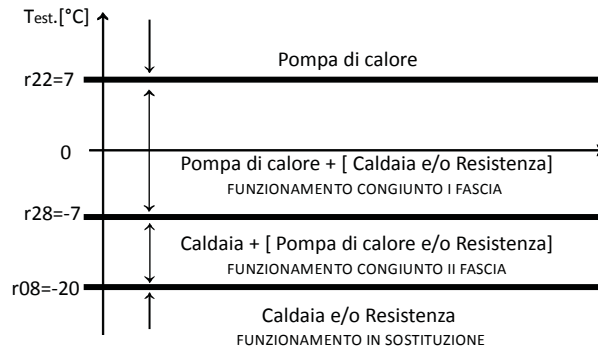 Test.[°C]
Pompa di calore
r22=7
0
Pompa di calore + [ Caldaia e/o Resistenza]
FUNZIONAMENTO CONGIUNTO I FASCIA
r28=-7
Caldaia + [ Pompa di calore e/o Resistenza]
FUNZIONAMENTO CONGIUNTO II FASCIA
r08=-20
Caldaia e/o Resistenza
FUNZIONAMENTO IN SOSTITUZIONE